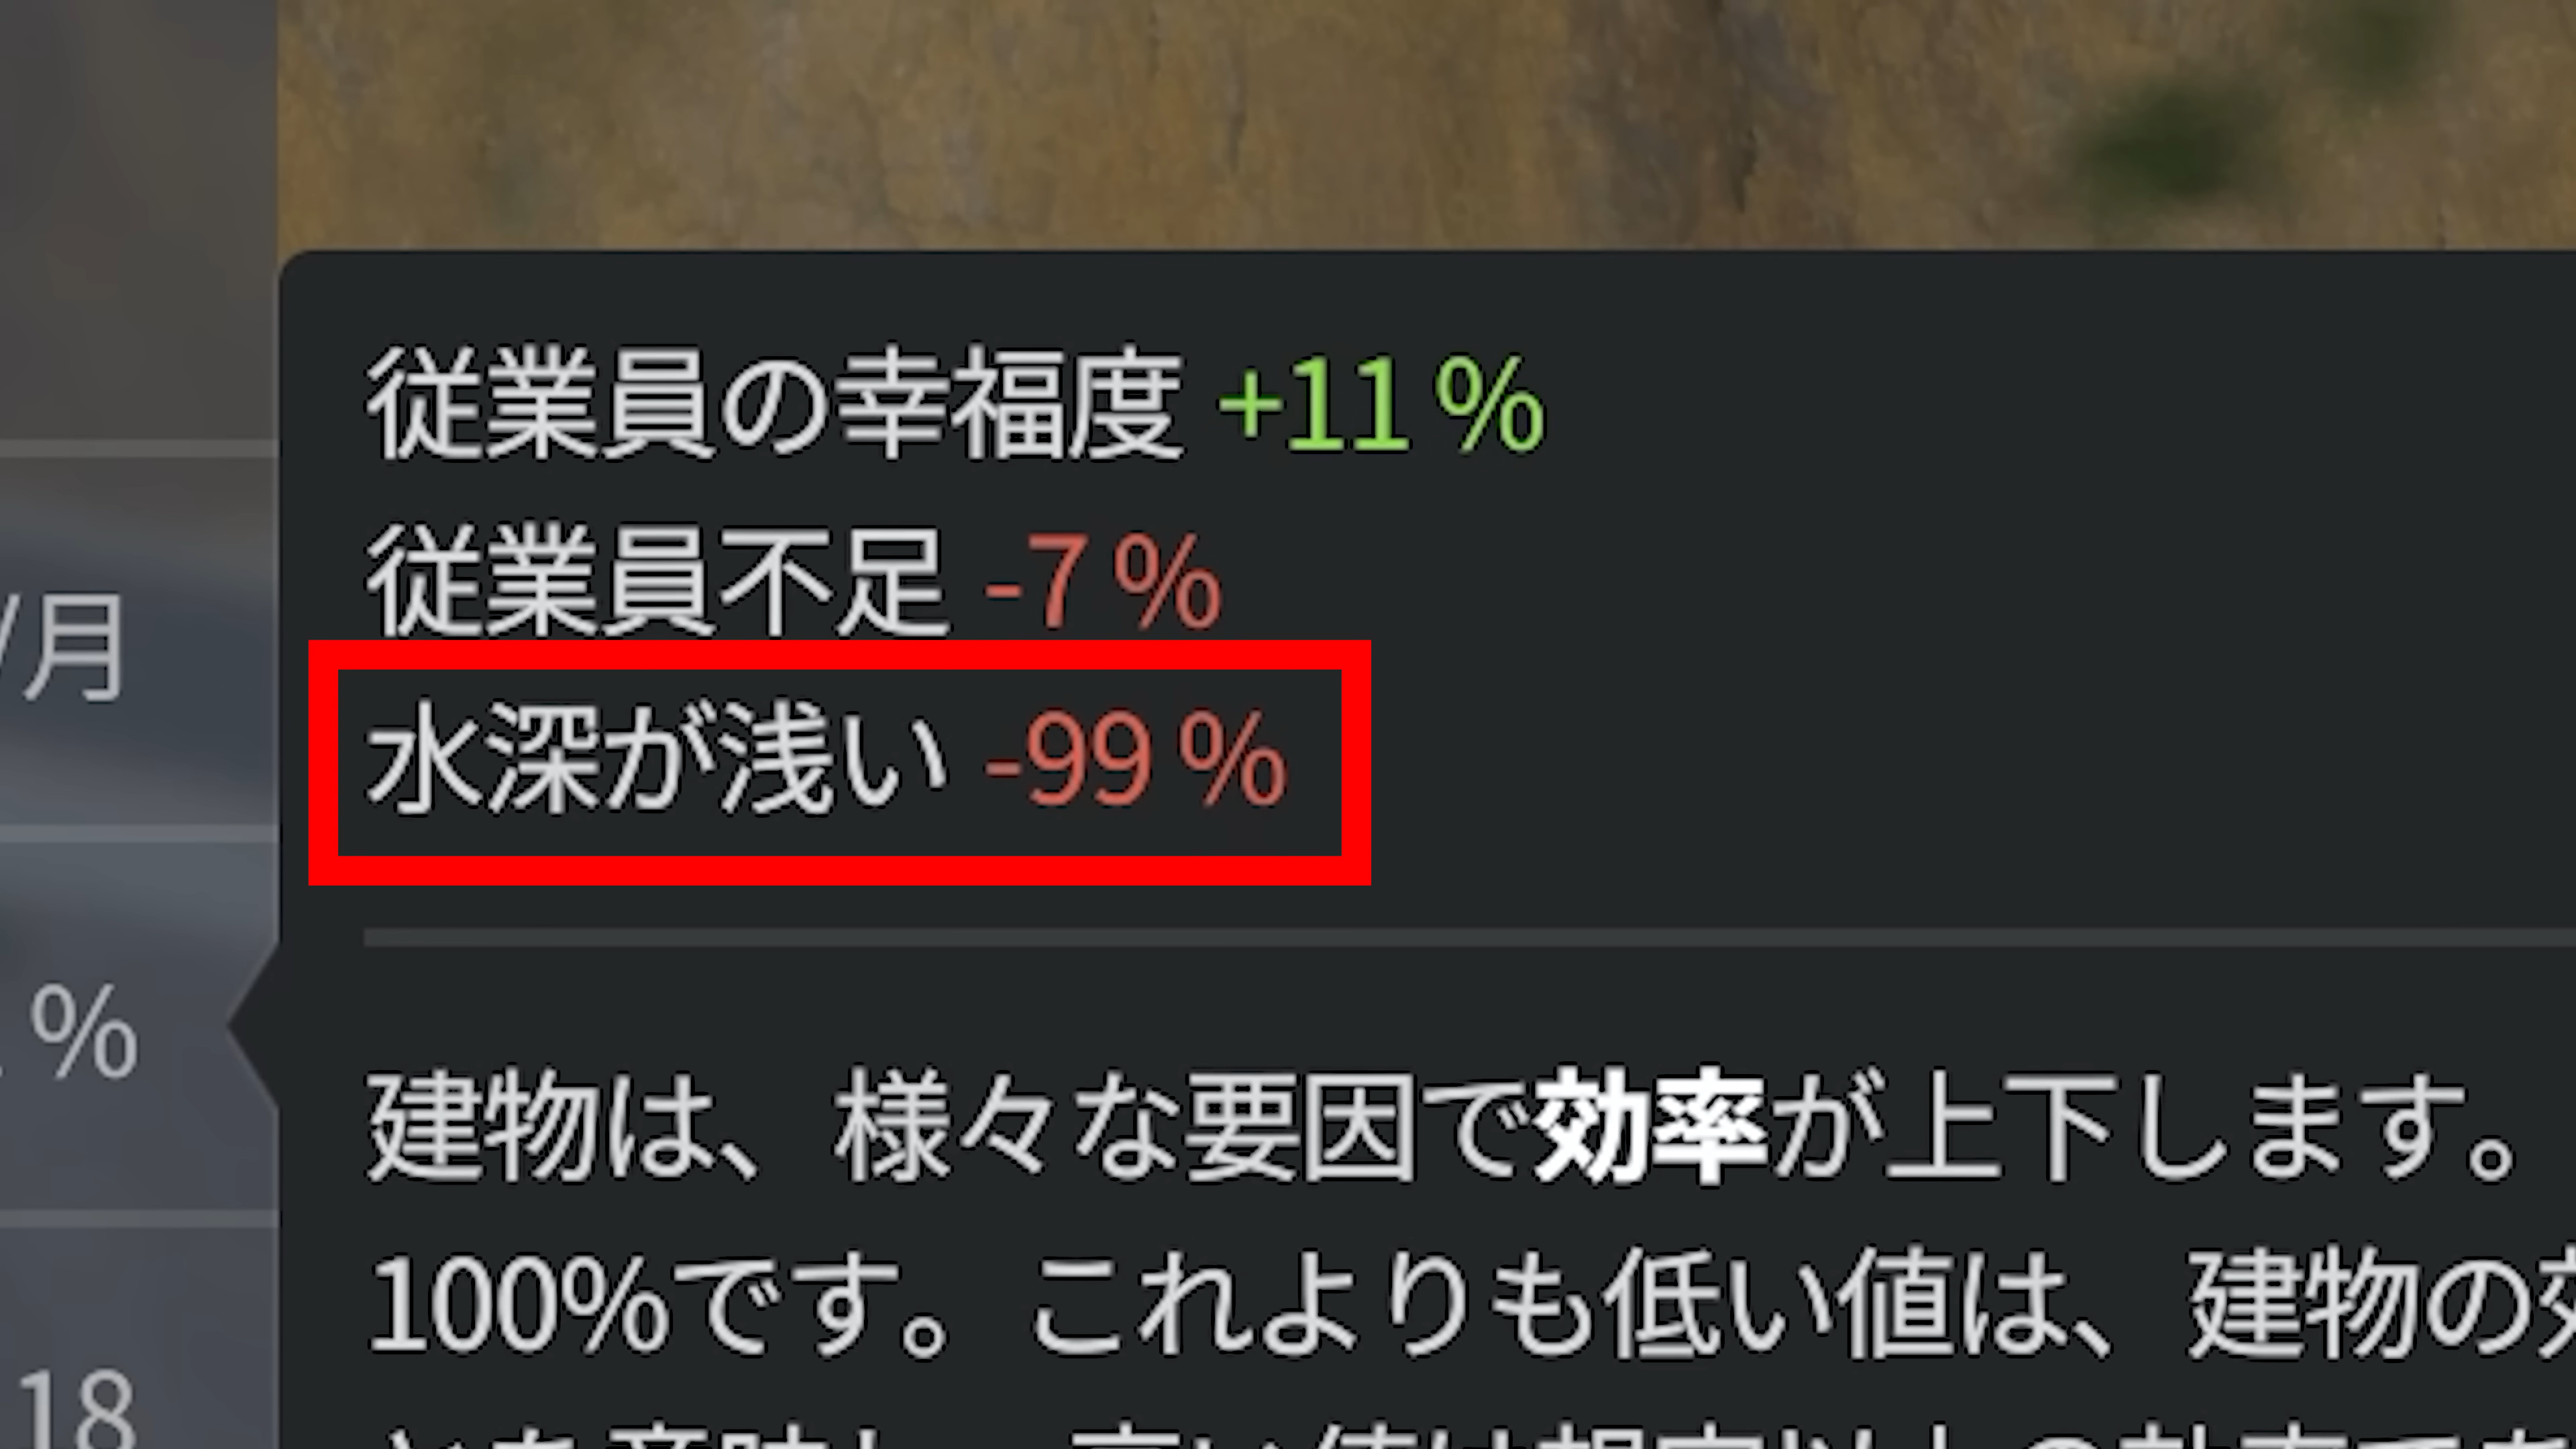 従業員の幸福度 +11 %
従業員不足 -7 %
/月
水深が浅い -99 %
%
建物は、様々な要因で効率が上下します。
100%です。これよりも低い値は、建物の
18